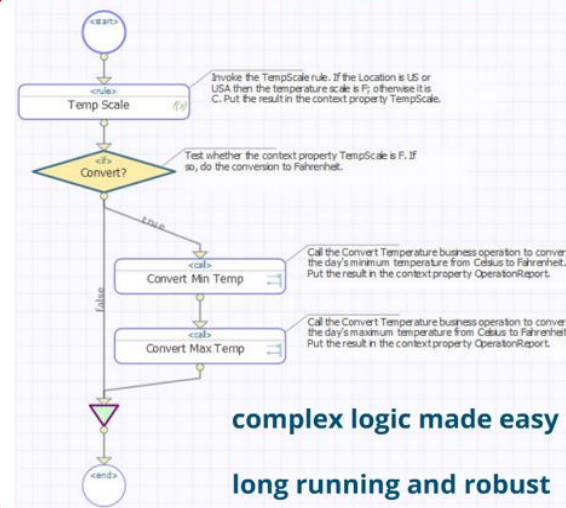 <start>
Invoke the TempScale rule. If the Location is US or
USA then the temperature scale is F; otherwise it is
C. Put the result in the context property TempScale.
<rule>
Temp Scale
f(x)
Test whether the context property TempScale is F. If
so, do the conversion to Fahrenheit.
<if>
Convert?
true
false
Call the Convert Temperature business operation to conver
the day's minimum temperature from Celsius to Fahrenheit.
Put the result in the context property OperationReport.
<call>
Convert Min Temp
Call the Convert Temperature business operation to conver
the day's maximum temperature from Celsius to Fahrenheit
Put the result in the context property OperationReport.
<call>
Convert Max Temp
complex logic made easy
<end>
long running and robust